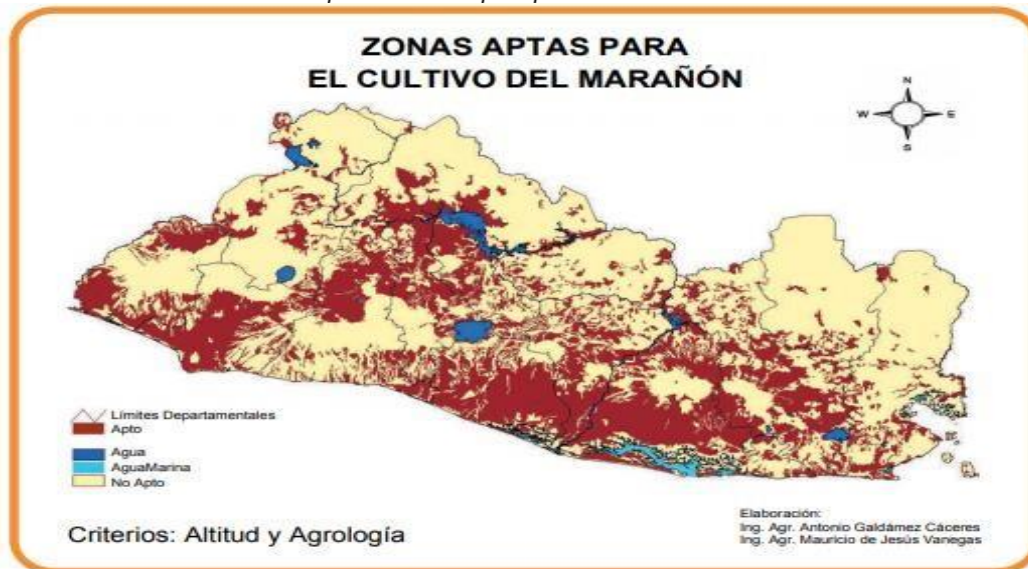 ZONAS APTAS PARA
EL CULTIVO DEL MARAÑÓN
N
W E
S
Límites Departamentales
Apto
Agua
AguaMarina
No Apto
Criterios: Altitud y Agrología
Elaboración:
Ing. Agr. Antonio Galdámez Cáceres
Ing. Agr. Mauricio de Jesús Vanegas